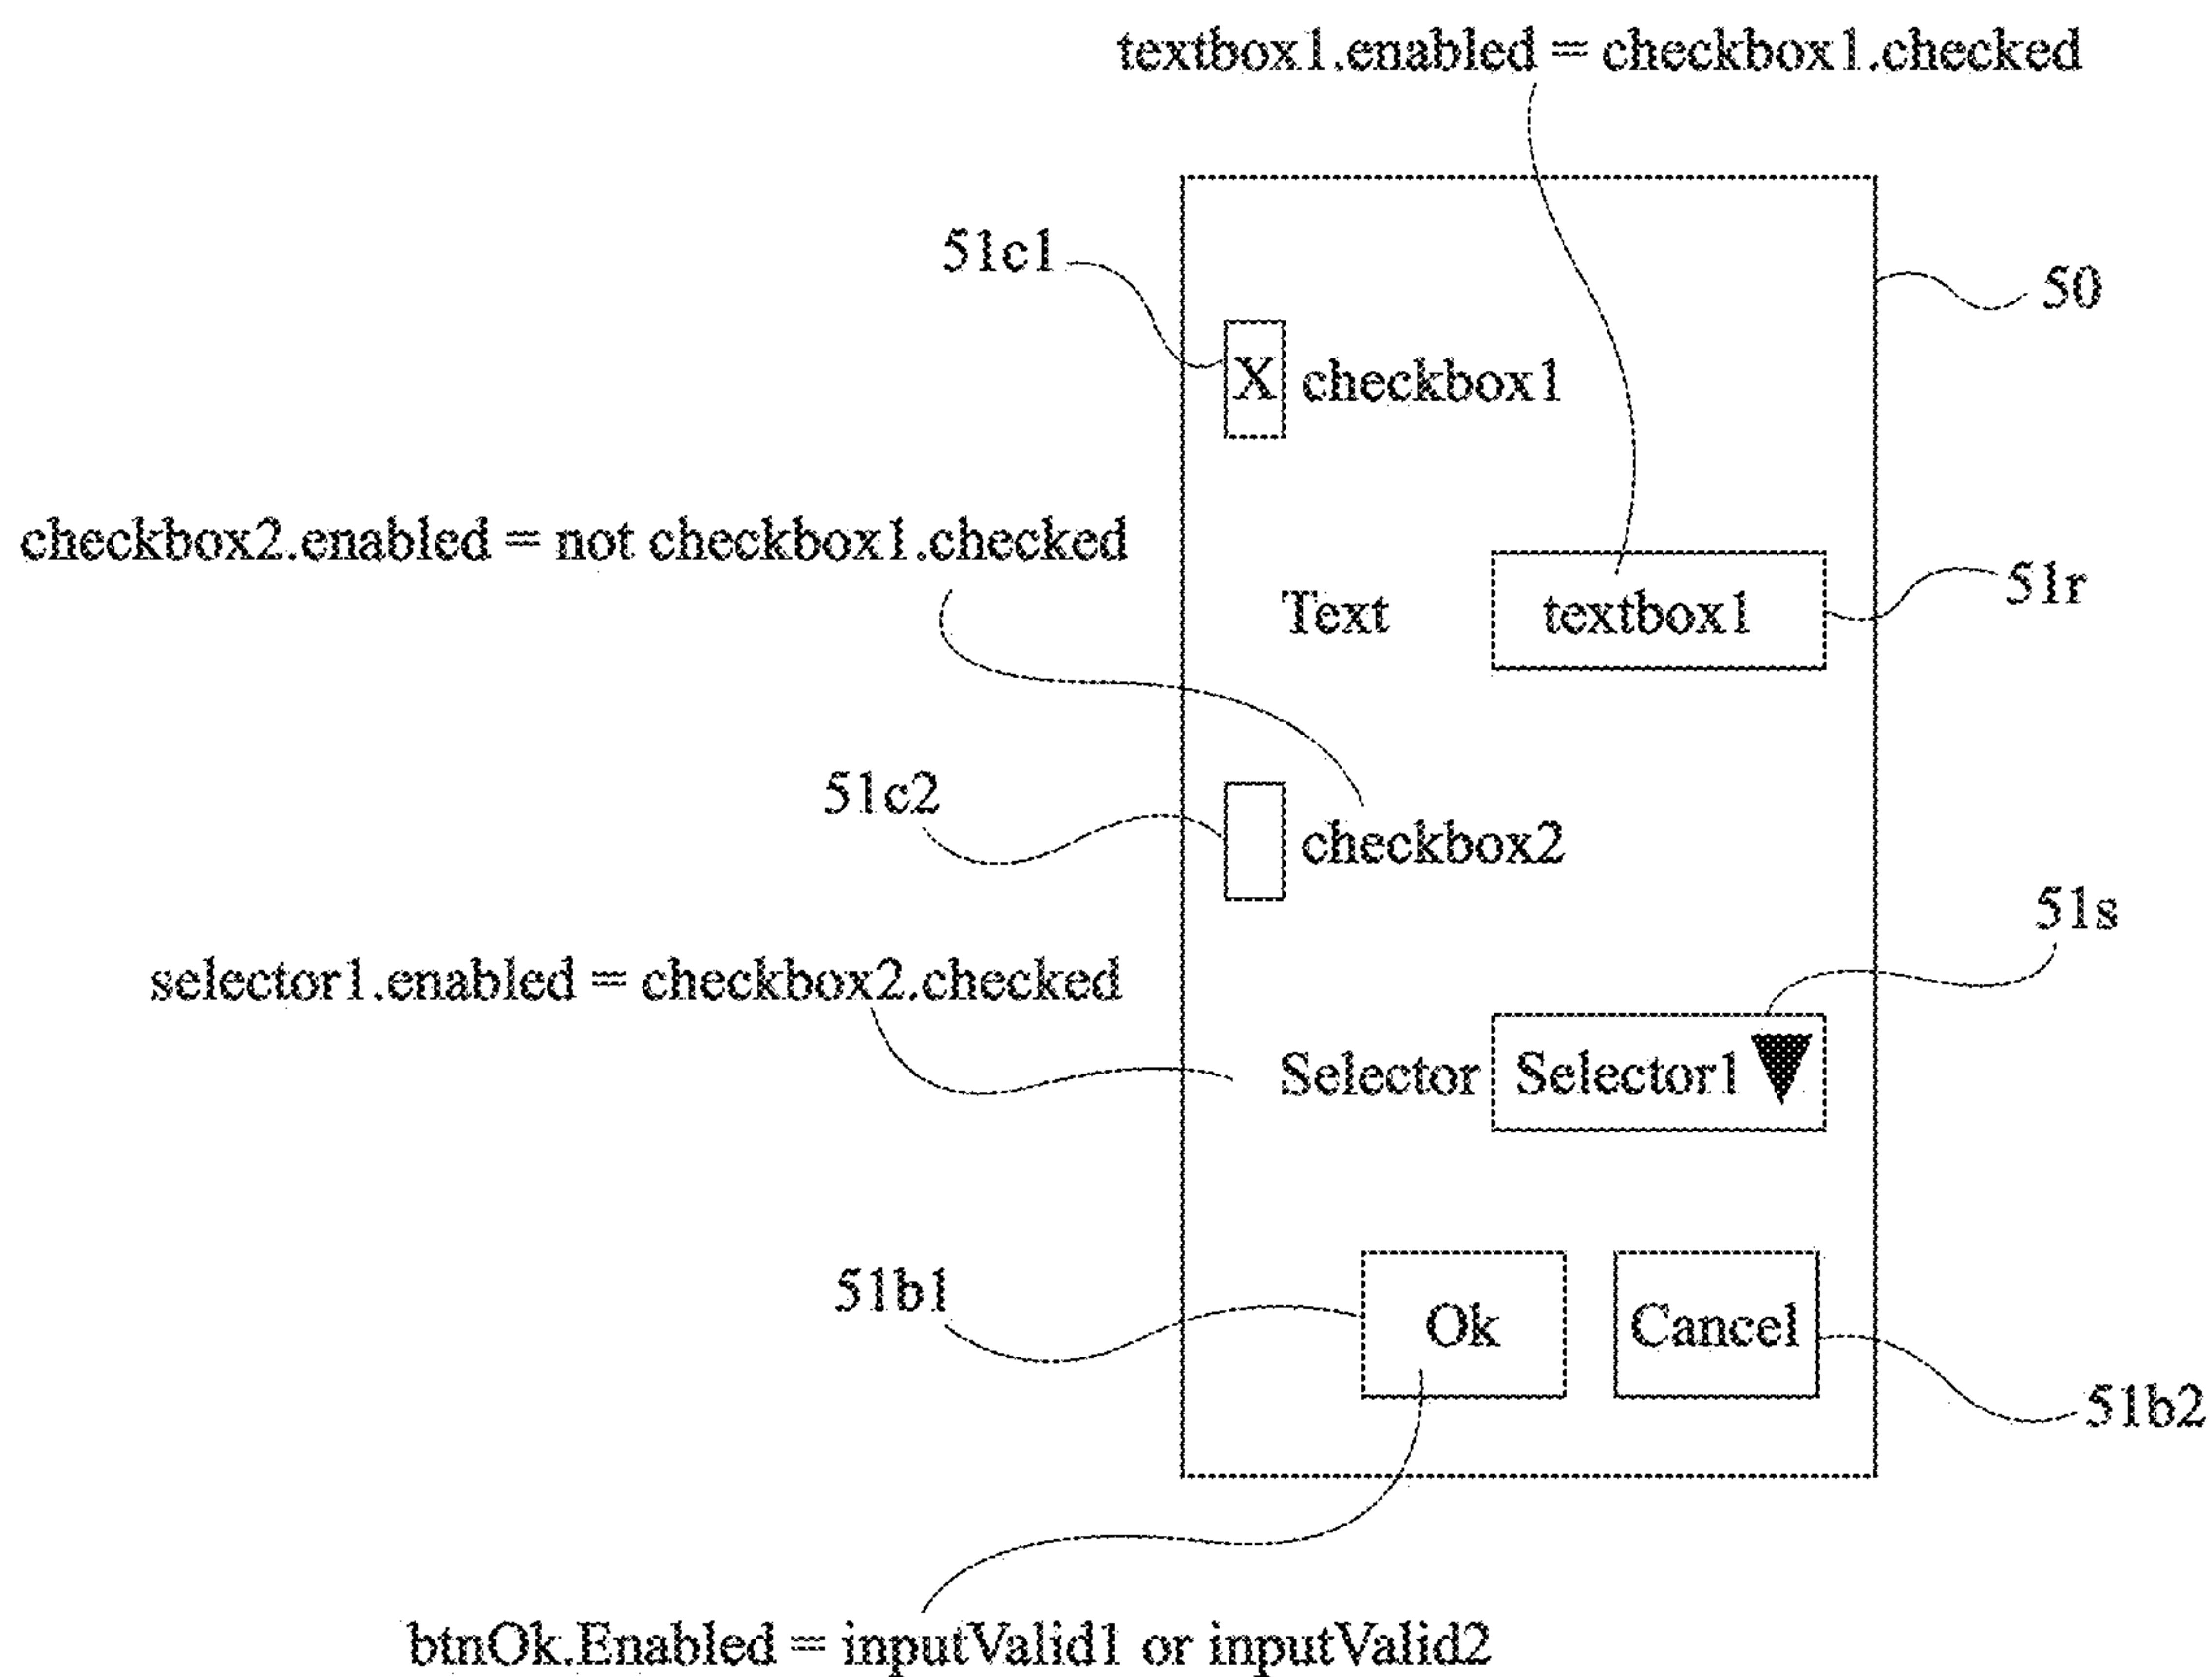 textbox1.enabled = checkbox1.checked
51c1
50
X checkbox1
checkbox2.enabled = not checkbox1.checked
Text textbox1
51r
51c2
checkbox2
51s
selector1.enabled = checkbox2.checked
Selector Selector1
51b1
Ok Cancel
51b2
btnOk.Enabled = inputValid1 or inputValid2